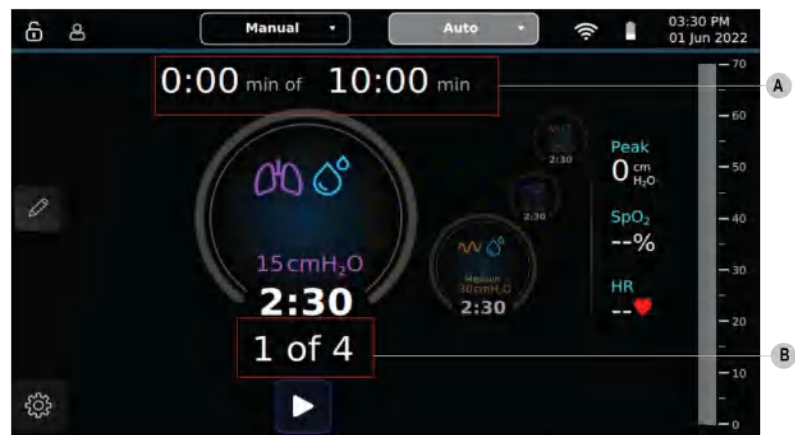 Manual
Auto
03:30 PM
01 Jun 2022
0:00 min of 10:00 min
A
15 cmH₂O
2:30
1 of 4
B
30cmH₂O
2:30
2:30
2:30
Peak
0 cm H₂O
SpO₂
--%
HR
--
70
60
50
40
30
20
10
0